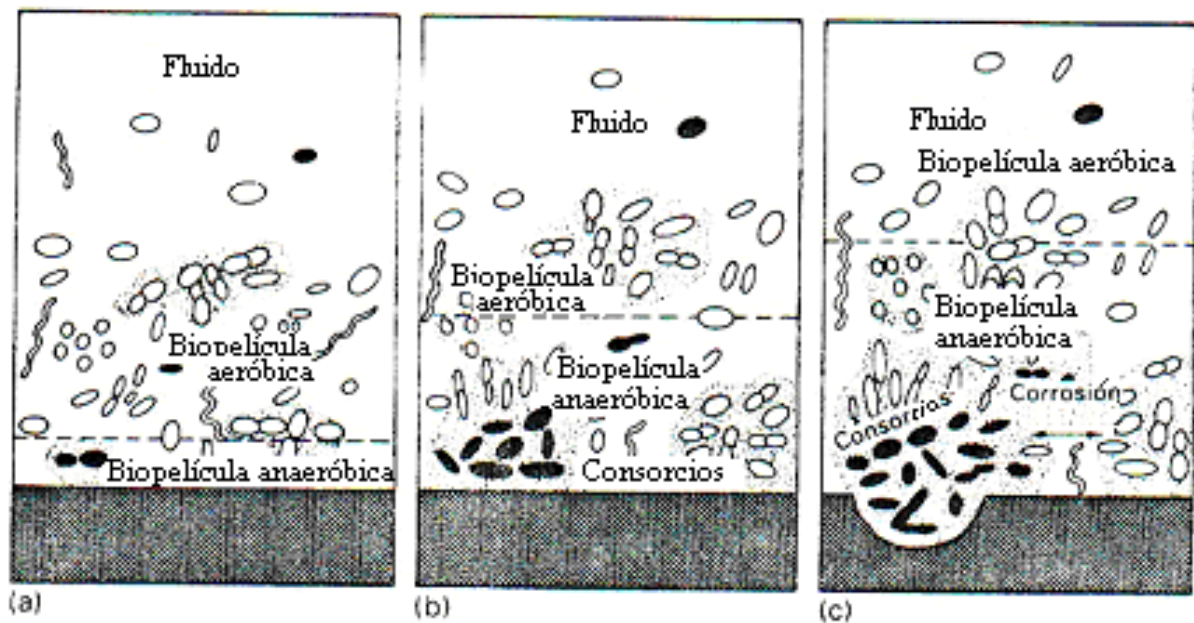 Fluido
Biopelícula
aeróbica
Biopelícula anaeróbica
(a)
Fluido
Biopelícula
aeróbica
Biopelícula
anaeróbica
Consorcios
(b)
Fluido
Biopelícula aeróbica
Biopelícula
anaeróbica
Corrosión
Consorcios
(c)